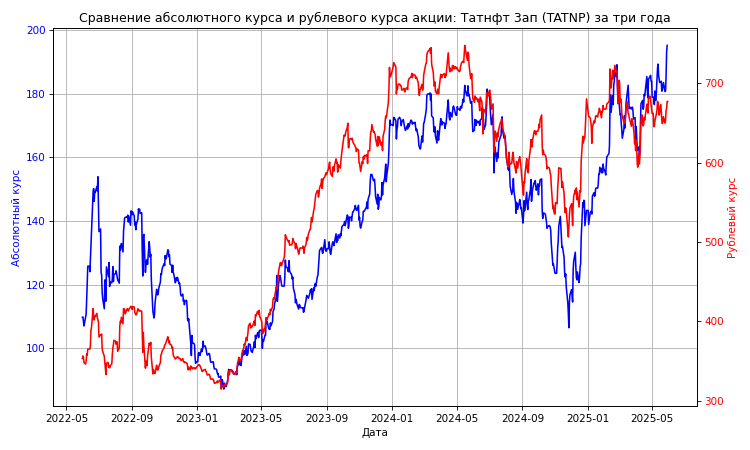 Сравнение абсолютного курса и рублевого курса акции: Татнфт 3ап (TATNP) за три года
200
180
160
140
120
100
Абсолютный курс
700
600
500
400
300
Рублевый курс
2022-05 2022-09 2023-01 2023-05 2023-09 2024-01 2024-05 2024-09 2025-01 2025-05
Дата